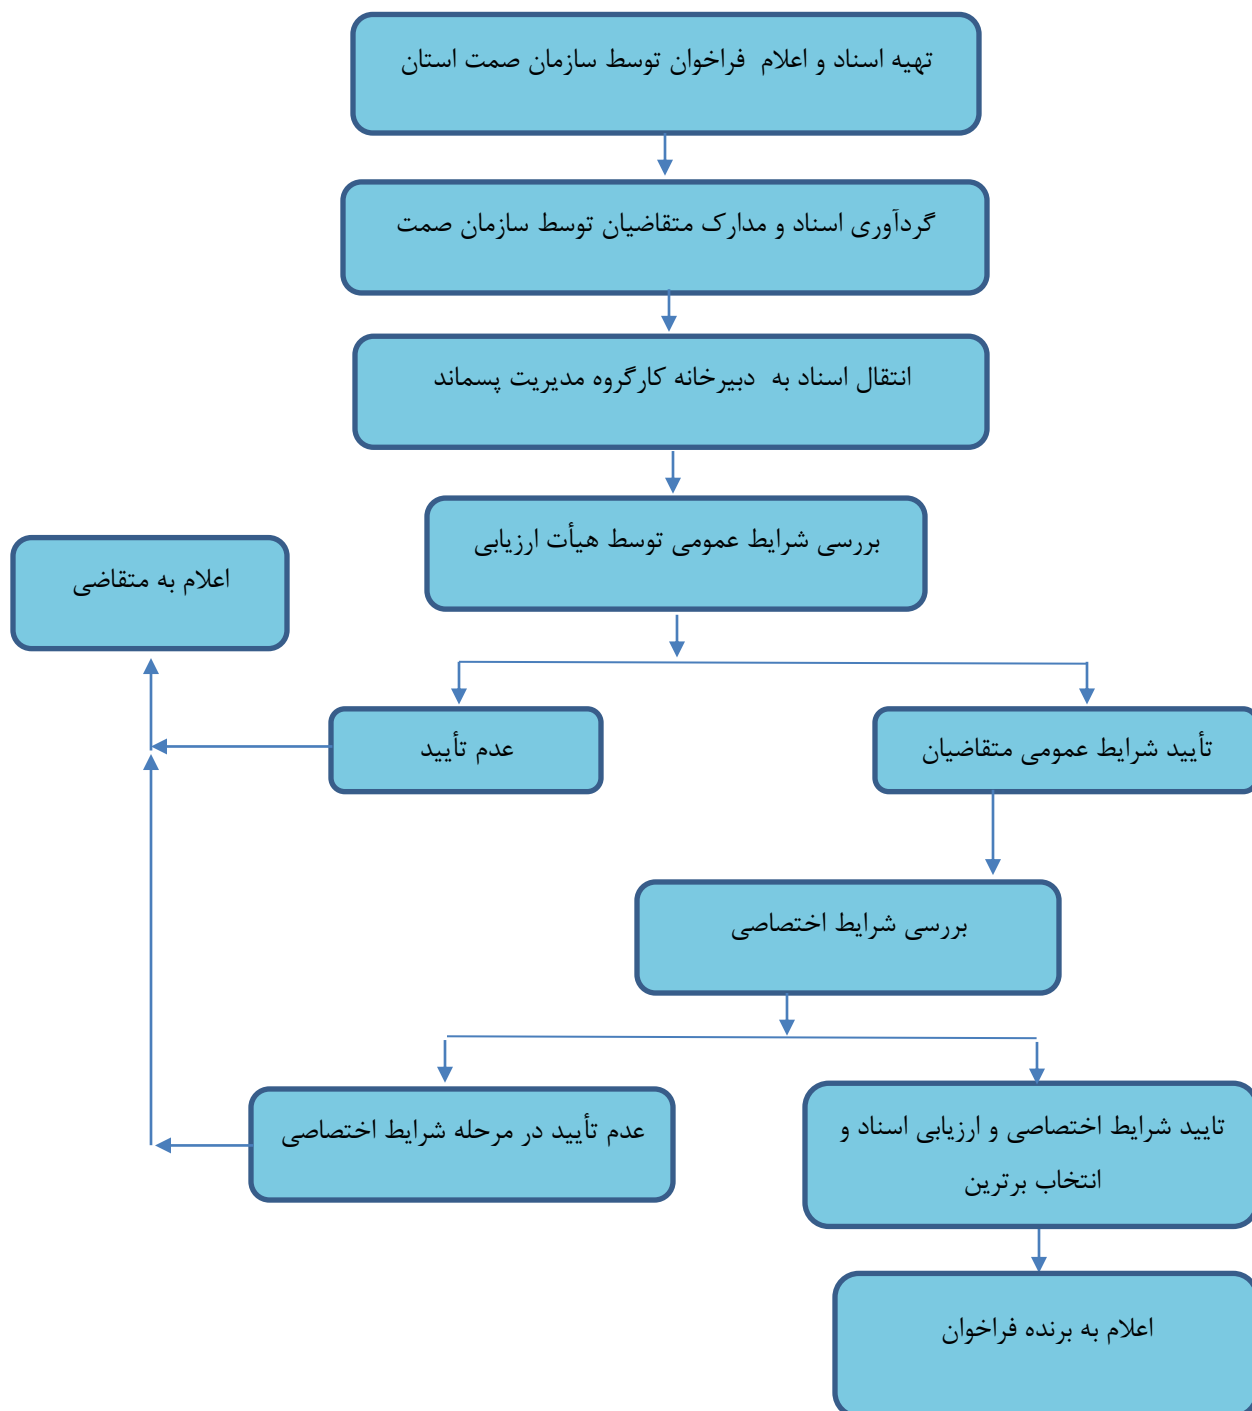 تهیه اسناد و اعلام  فراخوان توسط سازمان صمت استان
گردآوری اسناد و مدارک متقاضیان توسط سازمان صمت
انتقال اسناد به  دبیرخانه کارگروه مدیریت پسماند
بررسی شرایط عمومی توسط هیأت ارزیابی
اعلام به متقاضی
تأیید شرایط عمومی متقاضیان
عدم تأیید
بررسی شرایط اختصاصی
تایید شرایط اختصاصی و ارزیابی اسناد و
انتخاب برترین
عدم تأیید در مرحله شرایط اختصاصی
اعلام به برنده فراخوان